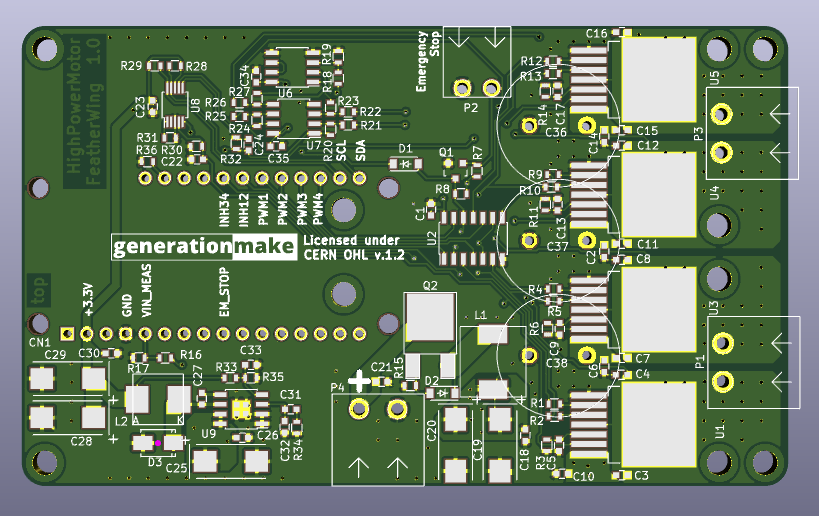 HighPowerMotor
FeatherWing 1.0
R29
R28
C23
U8
R31
R36
R30
C22
C34
R27
R26
R25
R24
R32
C24
U6
U7
C35
R19
R18
R23
R22
R21
R20
SCL
SDA
Emergency
Stop
P2
D1
Q1
R7
R8
C1
U2
INH34
INH12
PWM1
PWM2
PWM3
PWM4
generationmake
Licensed under
CERN OHL v.1.2
C16
R12
R13
R14
C17
C36
C14
C15
C12
U5
P3
R9
R10
R11
C13
C37
C2
C11
C8
U4
R4
R5
R6
C9
C38
C6
C7
C4
U3
P1
R1
R2
R3
C5
C10
C3
U1
top
+3.3V
GND
VIN_MEAS
EM_STOP
CN1
C29
C30
R17
R16
C28
L2
A
K
D3
C25
C27
R33
C33
R35
C31
U9
C26
C32
R34
P4
+
C21
R15
Q2
L1
D2
C20
C19
C18